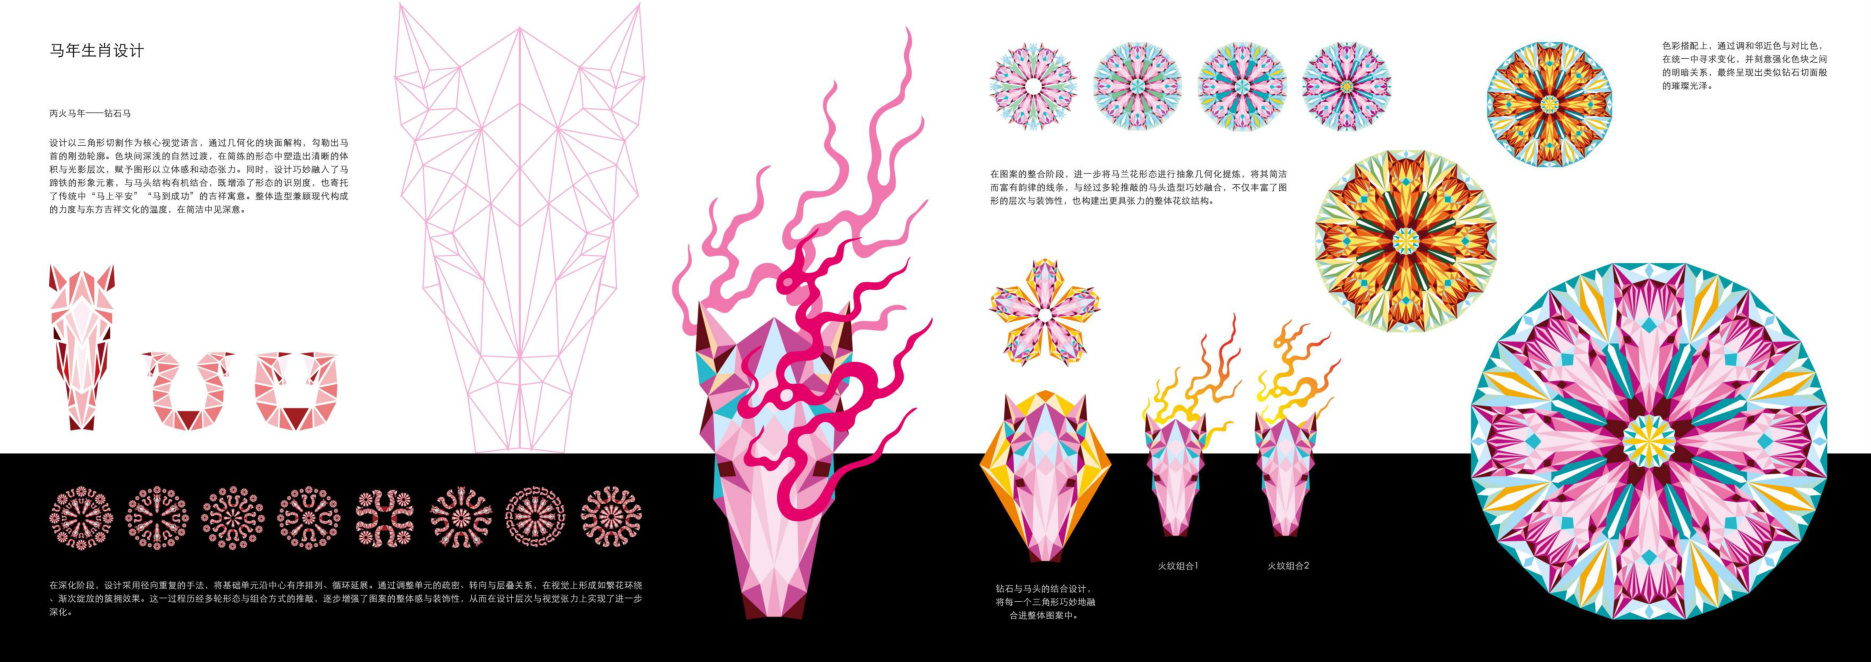 马年生肖设计
丙火马年——钻石马
设计以三角形切割作为核心视觉语言，通过几何化的块面解构，勾勒出马
首的刚劲轮廓。色块间深浅的自然过渡，在简练的形态中塑造出清晰的体
积与光影层次，赋予图形以立体感和动态张力。同时，设计巧妙融入了马
蹄铁的形象元素，与马头结构有机结合，既增添了形态的识别度，也寄托
了传统中“马上平安”“马到成功”的吉祥寓意。整体造型兼顾现代构成
的力度与东方吉祥文化的温度，在简洁中见深意。
在深化阶段，设计采用径向重复的手法，将基础单元沿中心有序排列、循环延展。通过调整单元的疏密、转向与层叠关系，在视觉上形成如繁花环绕
、渐次绽放的簇拥效果。这一过程历经多轮形态与组合方式的推敲，逐步增强了图案的整体感与装饰性，从而在设计层次与视觉张力上实现了进一步
深化。
在图案的整合阶段，进一步将马兰花形态进行抽象几何化提炼，将其简洁
而富有韵律的线条，与经过多轮推敲的马头造型巧妙融合，不仅丰富了图
形的层次与装饰性，也构建出更具张力的整体花纹结构。
钻石与马头的结合设计，
将每一个三角形巧妙地融
合进整体图案中。
火纹组合1
火纹组合2
色彩搭配上，通过调和邻近色与对比色，
在统一中寻求变化，并刻意强化色块之间
的明暗关系，最终呈现出类似钻石切面般
的璀璨光泽。